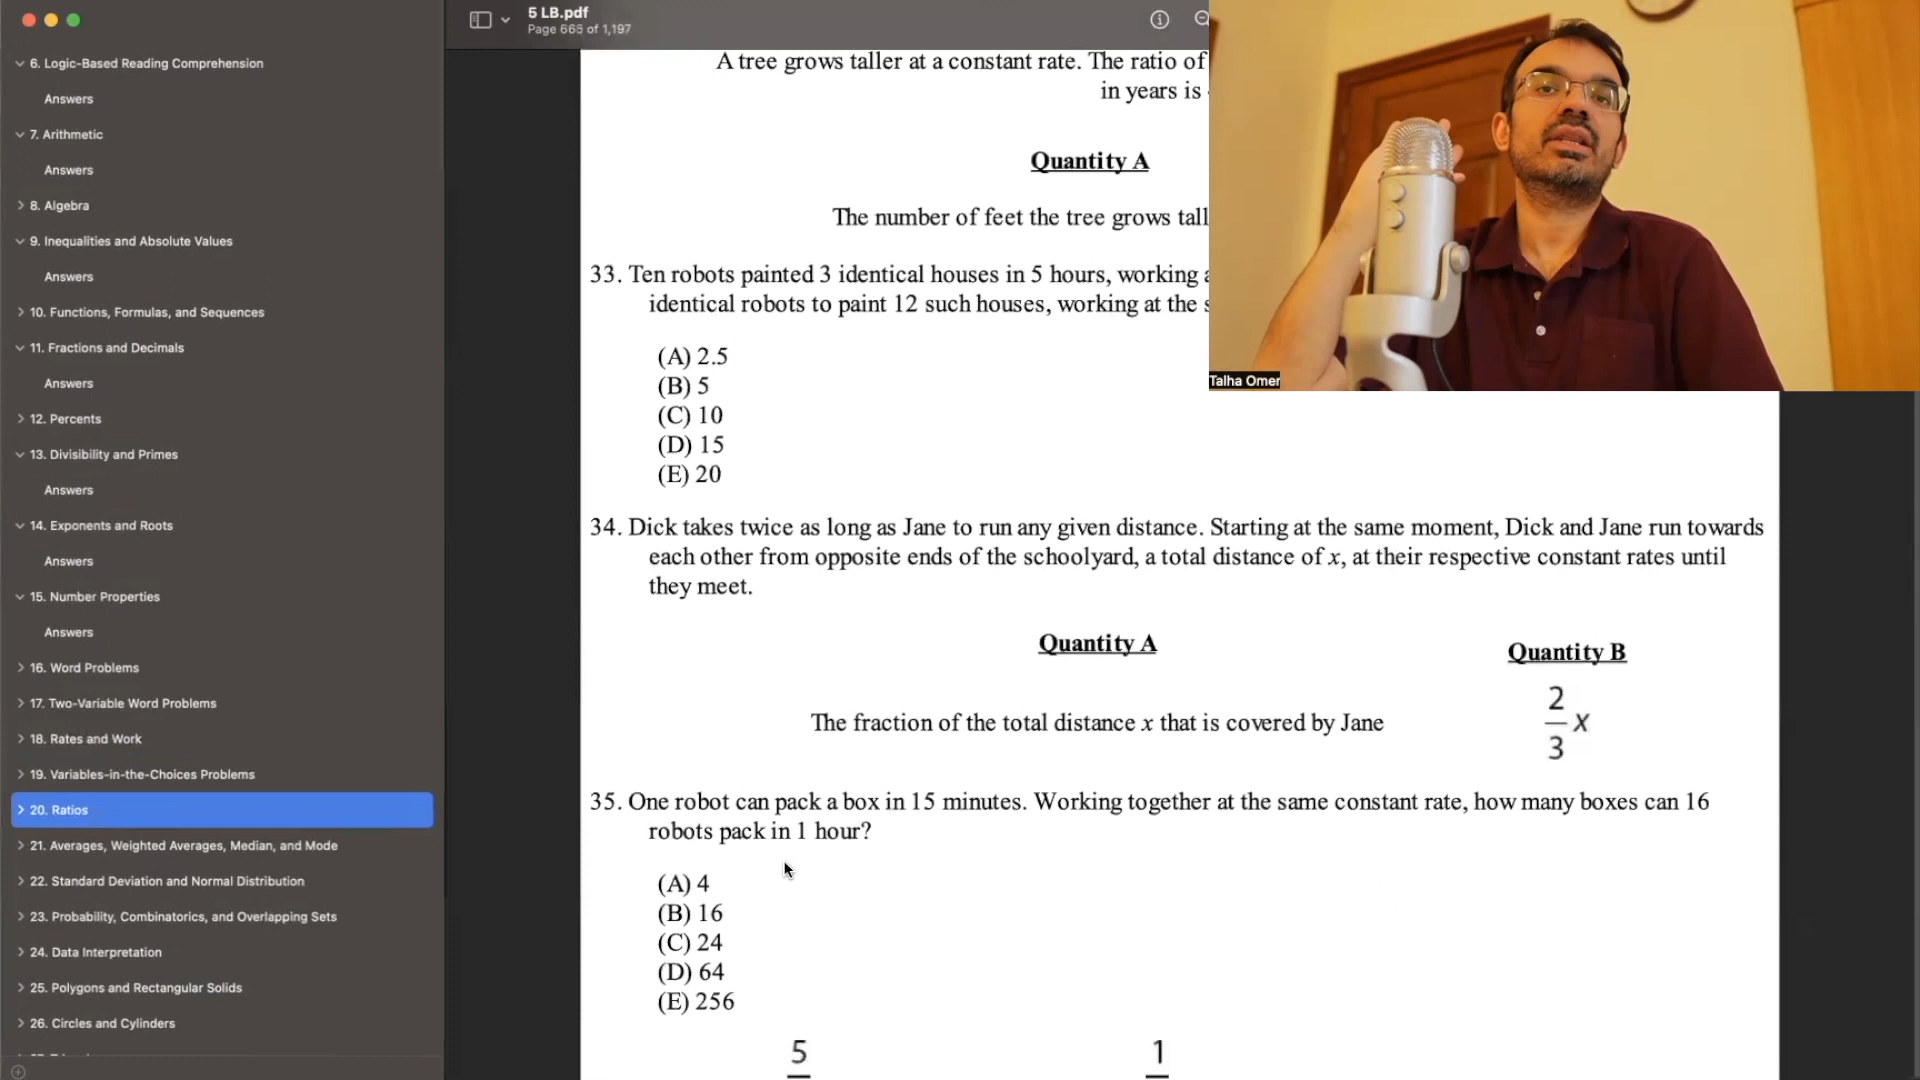 5 LB.pdf
Page 665 of 1,197
6. Logic-Based Reading Comprehension
Answers
7. Arithmetic
Answers
8. Algebra
9. Inequalities and Absolute Values
Answers
10. Functions, Formulas, and Sequences
11. Fractions and Decimals
Answers
12. Percents
13. Divisibility and Primes
Answers
14. Exponents and Roots
Answers
15. Number Properties
Answers
16. Word Problems
17. Two-Variable Word Problems
18. Rates and Work
19. Variables-in-the-Choices Problems
20. Ratios
21. Averages, Weighted Averages, Median, and Mode
22. Standard Deviation and Normal Distribution
23. Probability, Combinatorics, and Overlapping Sets
24. Data Interpretation
25. Polygons and Rectangular Solids
26. Circles and Cylinders
A tree grows taller at a constant rate. The ratio of
in years is
Quantity A
The number of feet the tree grows tall
33. Ten robots painted 3 identical houses in 5 hours, working
identical robots to paint 12 such houses, working at the
(A) 2.5
(B) 5
(C) 10
(D) 15
(E) 20
34. Dick takes twice as long as Jane to run any given distance. Starting at the same moment, Dick and Jane run towards
each other from opposite ends of the schoolyard, a total distance of x, at their respective constant rates until
they meet.
Quantity A
Quantity B
The fraction of the total distance x that is covered by Jane
2/3 x
35. One robot can pack a box in 15 minutes. Working together at the same constant rate, how many boxes can 16
robots pack in 1 hour?
(A) 4
(B) 16
(C) 24
(D) 64
(E) 256
5
1
Talha Omer